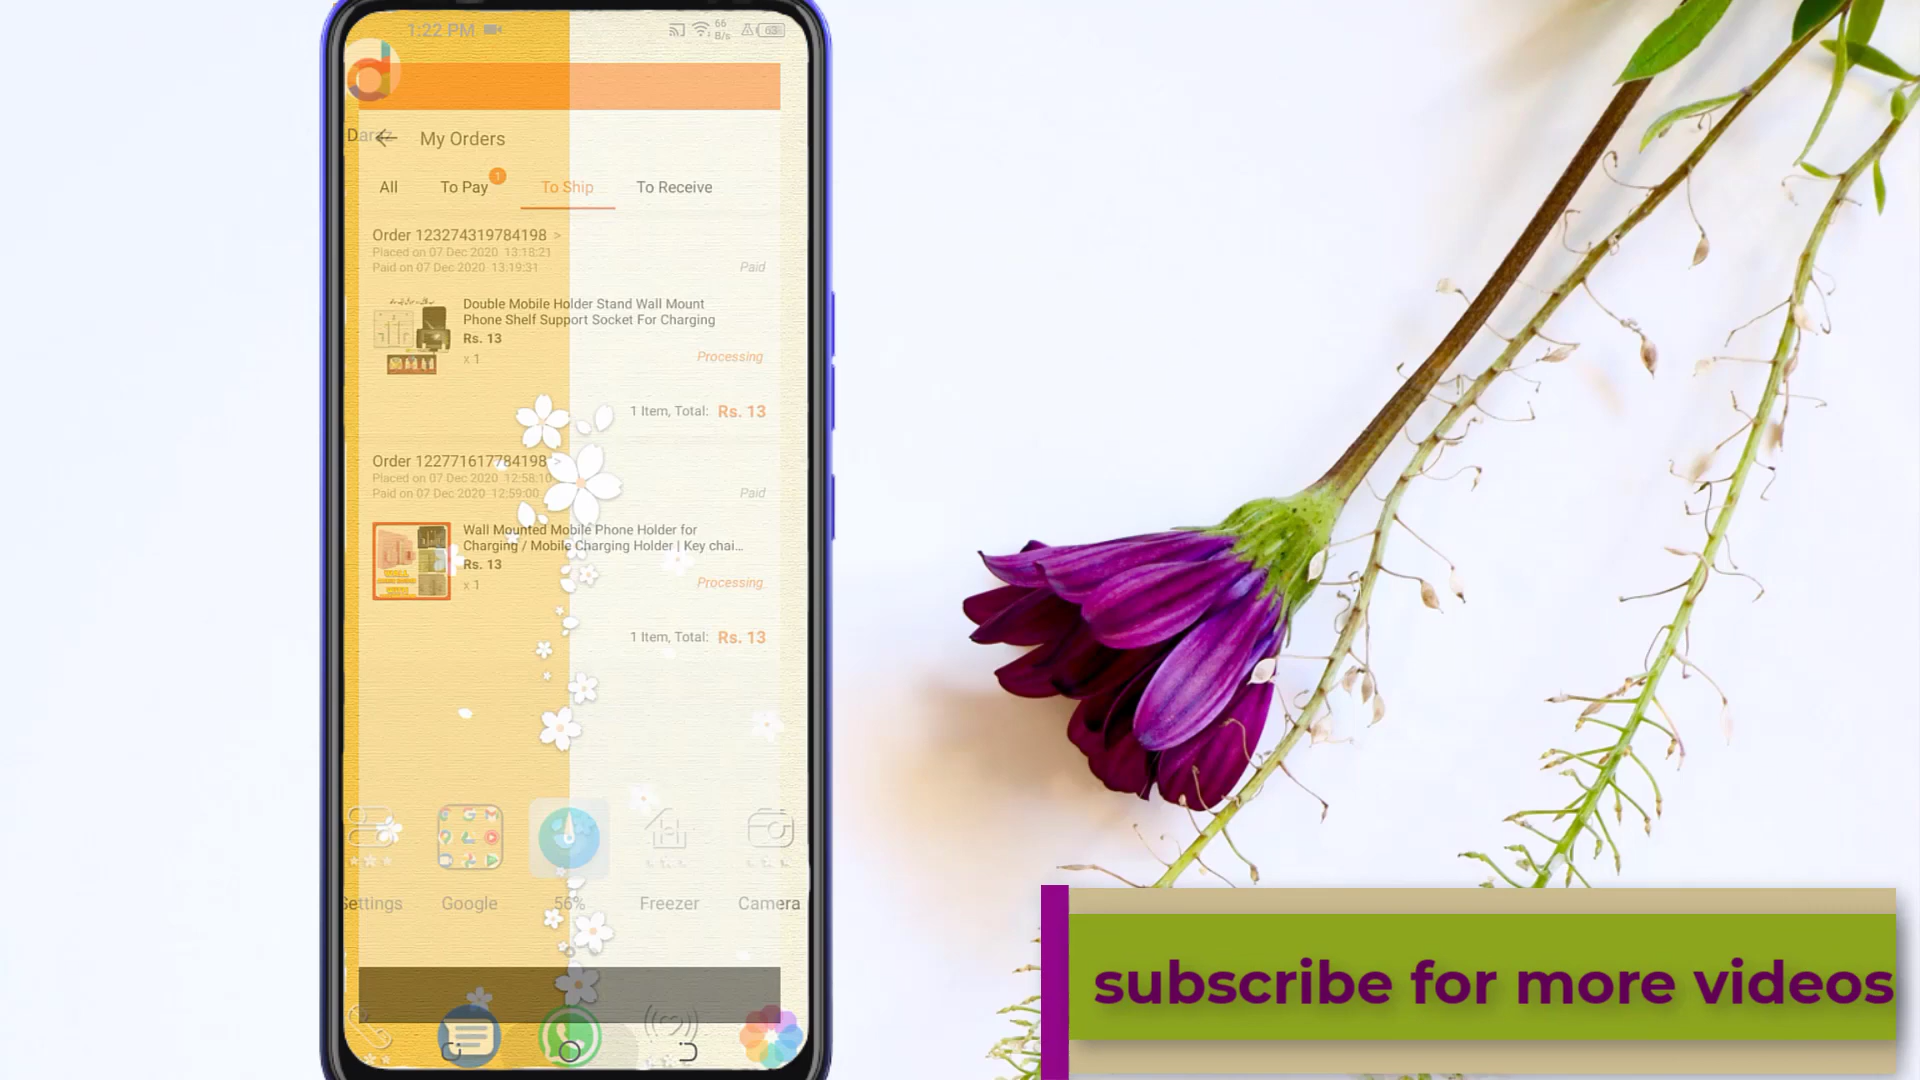 1:22 PM
66
B/s
63
Daraz
My Orders
All
To Pay
1
To Ship
To Receive
Order 123274319784198 >
Placed on 07 Dec 2020 13:18:21
Paid on 07 Dec 2020 13:19:31
Paid
Double Mobile Holder Stand Wall Mount
Phone Shelf Support Socket For Charging
Rs. 13
x 1
Processing
1 Item, Total: Rs. 13
Order 122771617784198 >
Placed on 07 Dec 2020 12:58:10
Paid on 07 Dec 2020 12:59:00
Paid
Wall Mounted Mobile Phone Holder for
Charging / Mobile Charging Holder | Key chai...
Rs. 13
x 1
Processing
1 Item, Total: Rs. 13
Settings
Google
56%
Freezer
Camera
subscribe for more videos